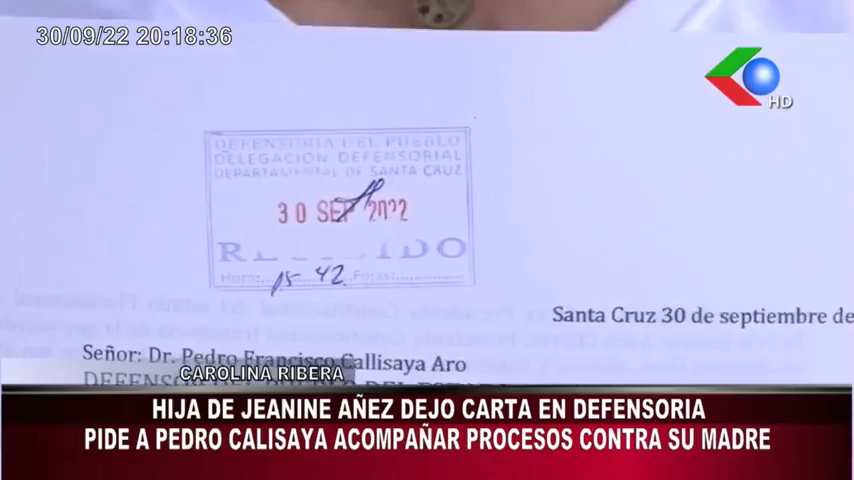 30/09/22 20:18:36
HD
DEFENSORIA DEL PUEBLO
DELEGACION DEFENSORIAL
DEPARTAMENTAL DE SANTA CRUZ
30 SEP 2022
Hora: 15 42 Fojas:
Santa Cruz 30 de septiembre de
Señor: Dr. Pedro Francisco Callisaya Aro
CAROLINA RIBERA
HIJA DE JEANINE AÑEZ DEJO CARTA EN DEFENSORIA
PIDE A PEDRO CALISAYA ACOMPAÑAR PROCESOS CONTRA SU MADRE